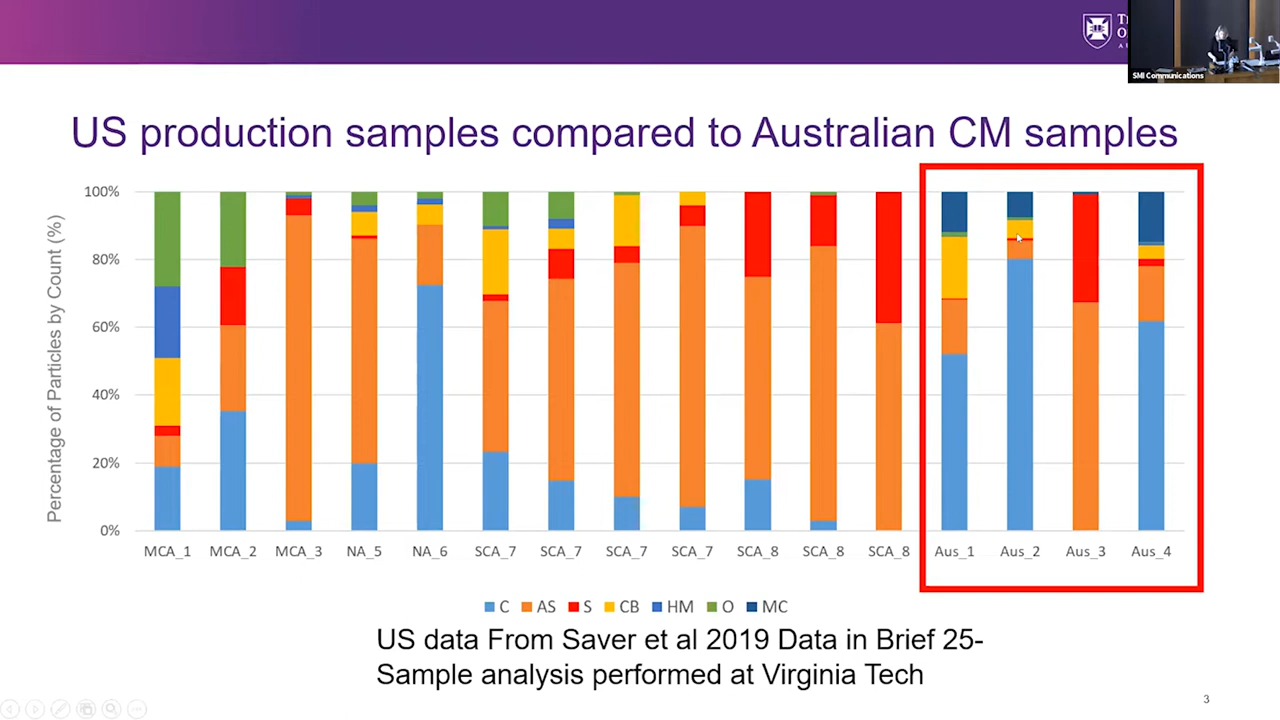 SMI Communications
US production samples compared to Australian CM samples
Percentage of Particles by Count (%)
100%
80%
60%
40%
20%
0%
MCA_1 MCA_2 MCA_3 NA_5 NA_6 SCA_7 SCA_7 SCA_7 SCA_7 SCA_8 SCA_8 SCA_8 Aus_1 Aus_2 Aus_3 Aus_4
C AS S CB HM O MC
US data From Saver et al 2019 Data in Brief 25-
Sample analysis performed at Virginia Tech
3